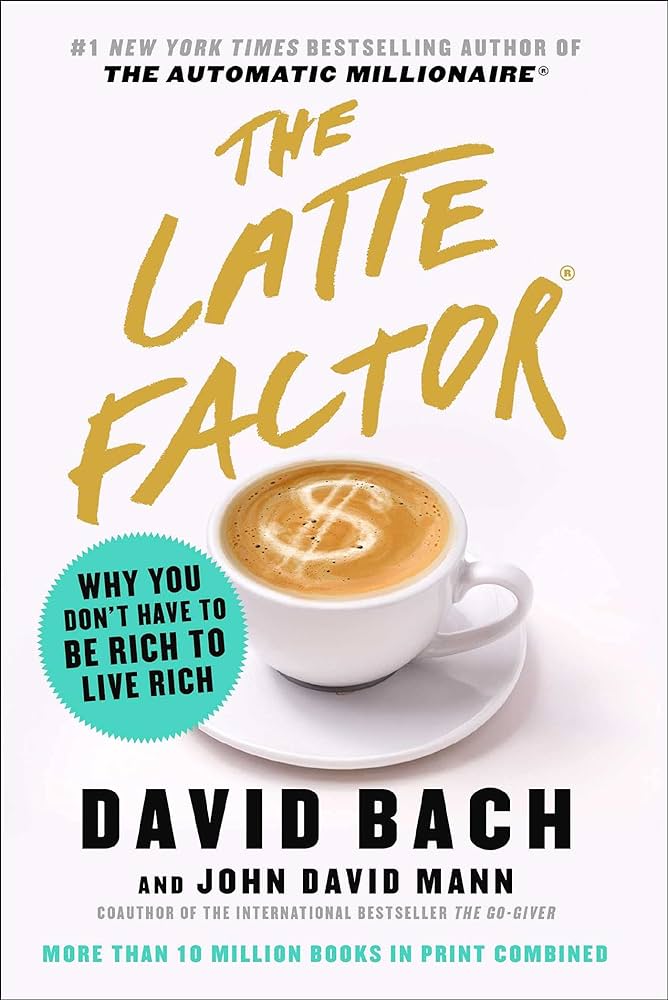 #1 NEW YORK TIMES BESTSELLING AUTHOR OF
THE AUTOMATIC MILLIONAIRE®
THE
LATTE
FACTOR®
$
WHY YOU
DON'T HAVE TO
BE RICH TO
LIVE RICH
DAVID BACH
AND JOHN DAVID MANN
COAUTHOR OF THE INTERNATIONAL BESTSELLER THE GO-GIVER
MORE THAN 10 MILLION BOOKS IN PRINT COMBINED